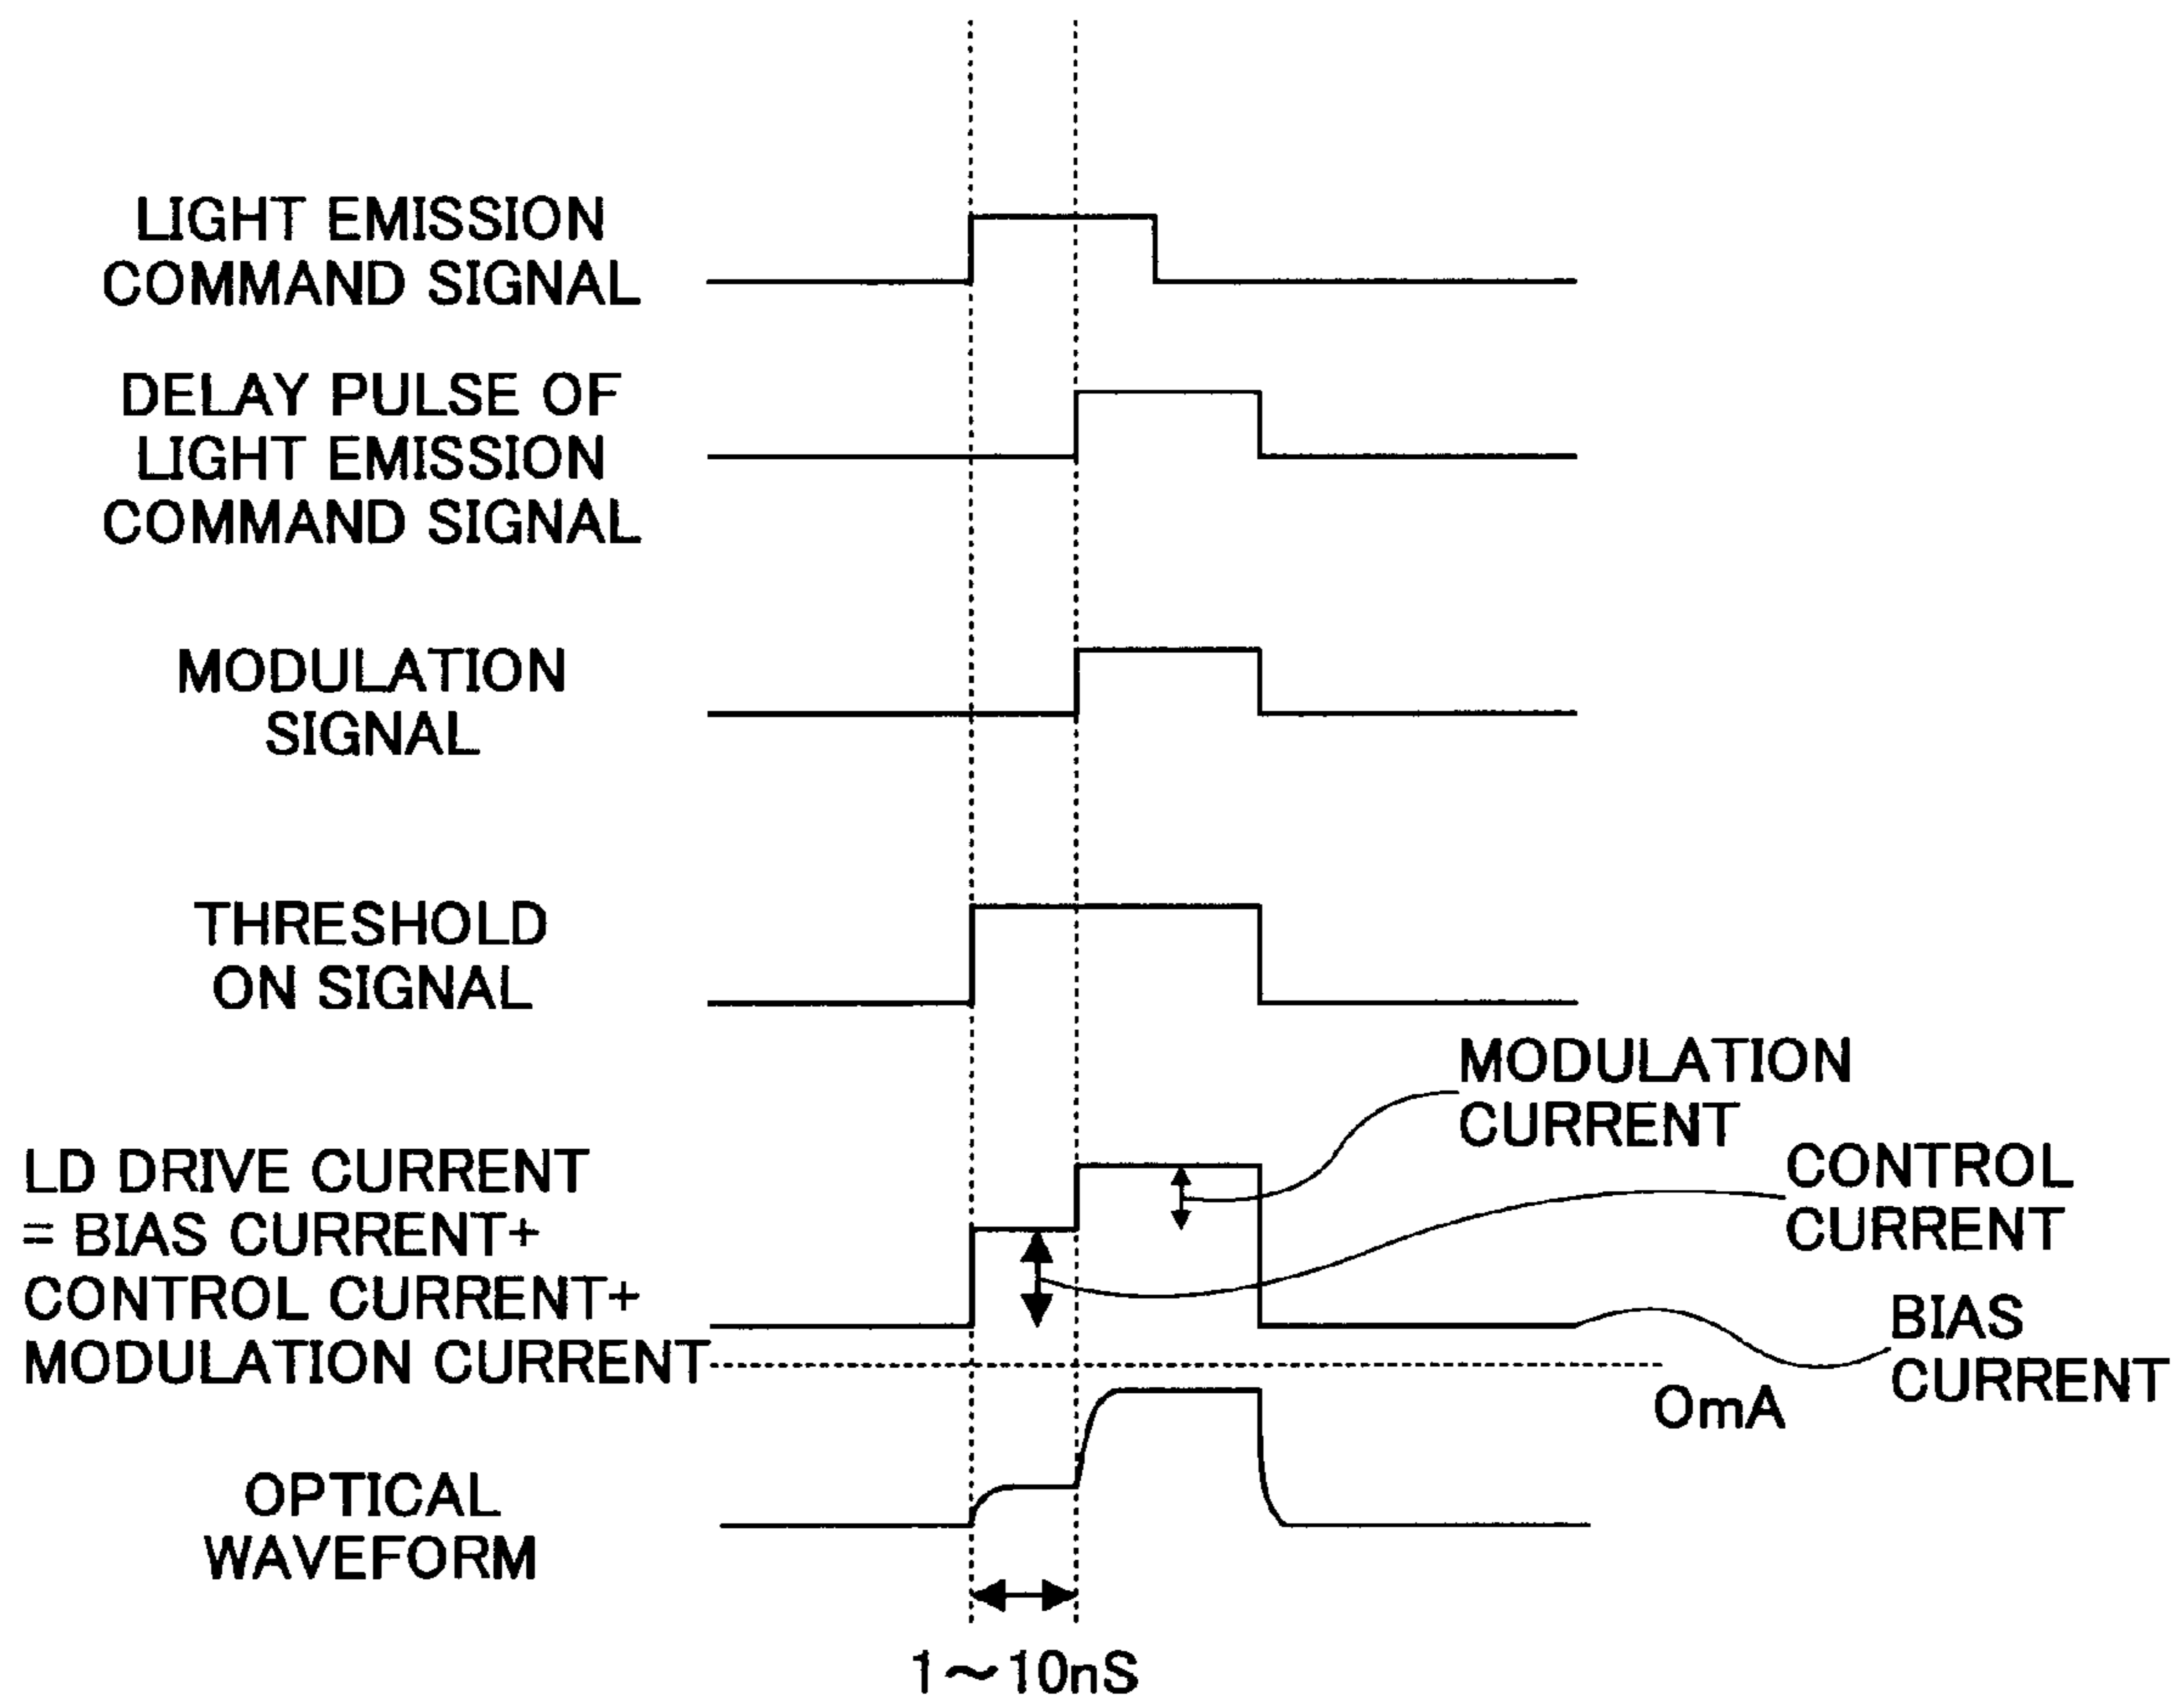 LIGHT EMISSION
COMMAND SIGNAL
DELAY PULSE OF
LIGHT EMISSION
COMMAND SIGNAL
MODULATION
SIGNAL
THRESHOLD
ON SIGNAL
MODULATION
CURRENT
CONTROL
CURRENT
LD DRIVE CURRENT
= BIAS CURRENT+
CONTROL CURRENT+
MODULATION CURRENT
BIAS
CURRENT
0mA
OPTICAL
WAVEFORM
1～10nS